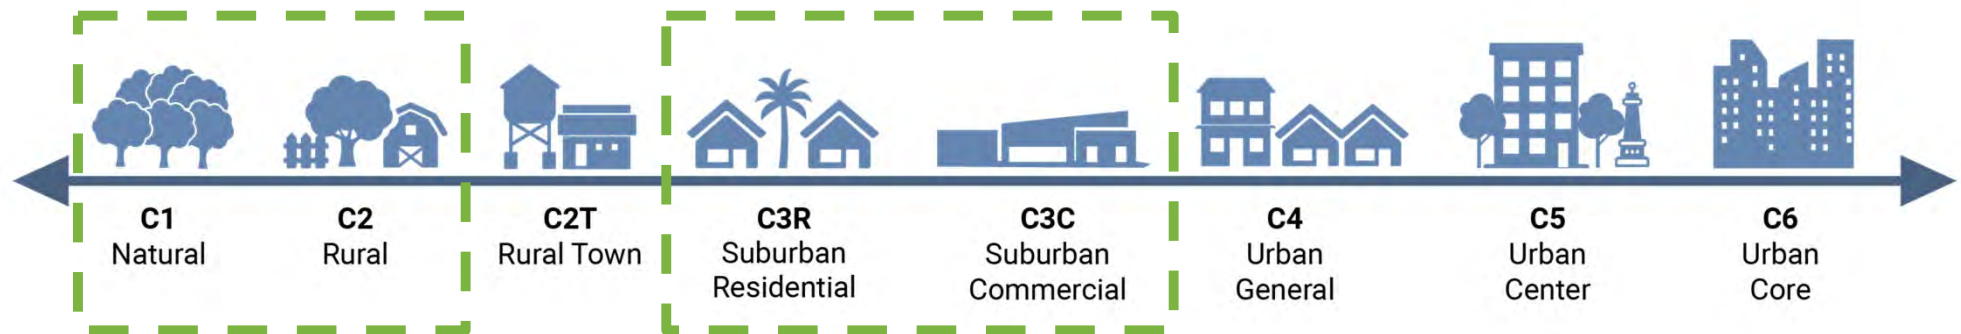 C1
Natural
C2
Rural
C2T
Rural Town
C3R
Suburban
Residential
C3C
Suburban
Commercial
C4
Urban
General
C5
Urban
Center
C6
Urban
Core